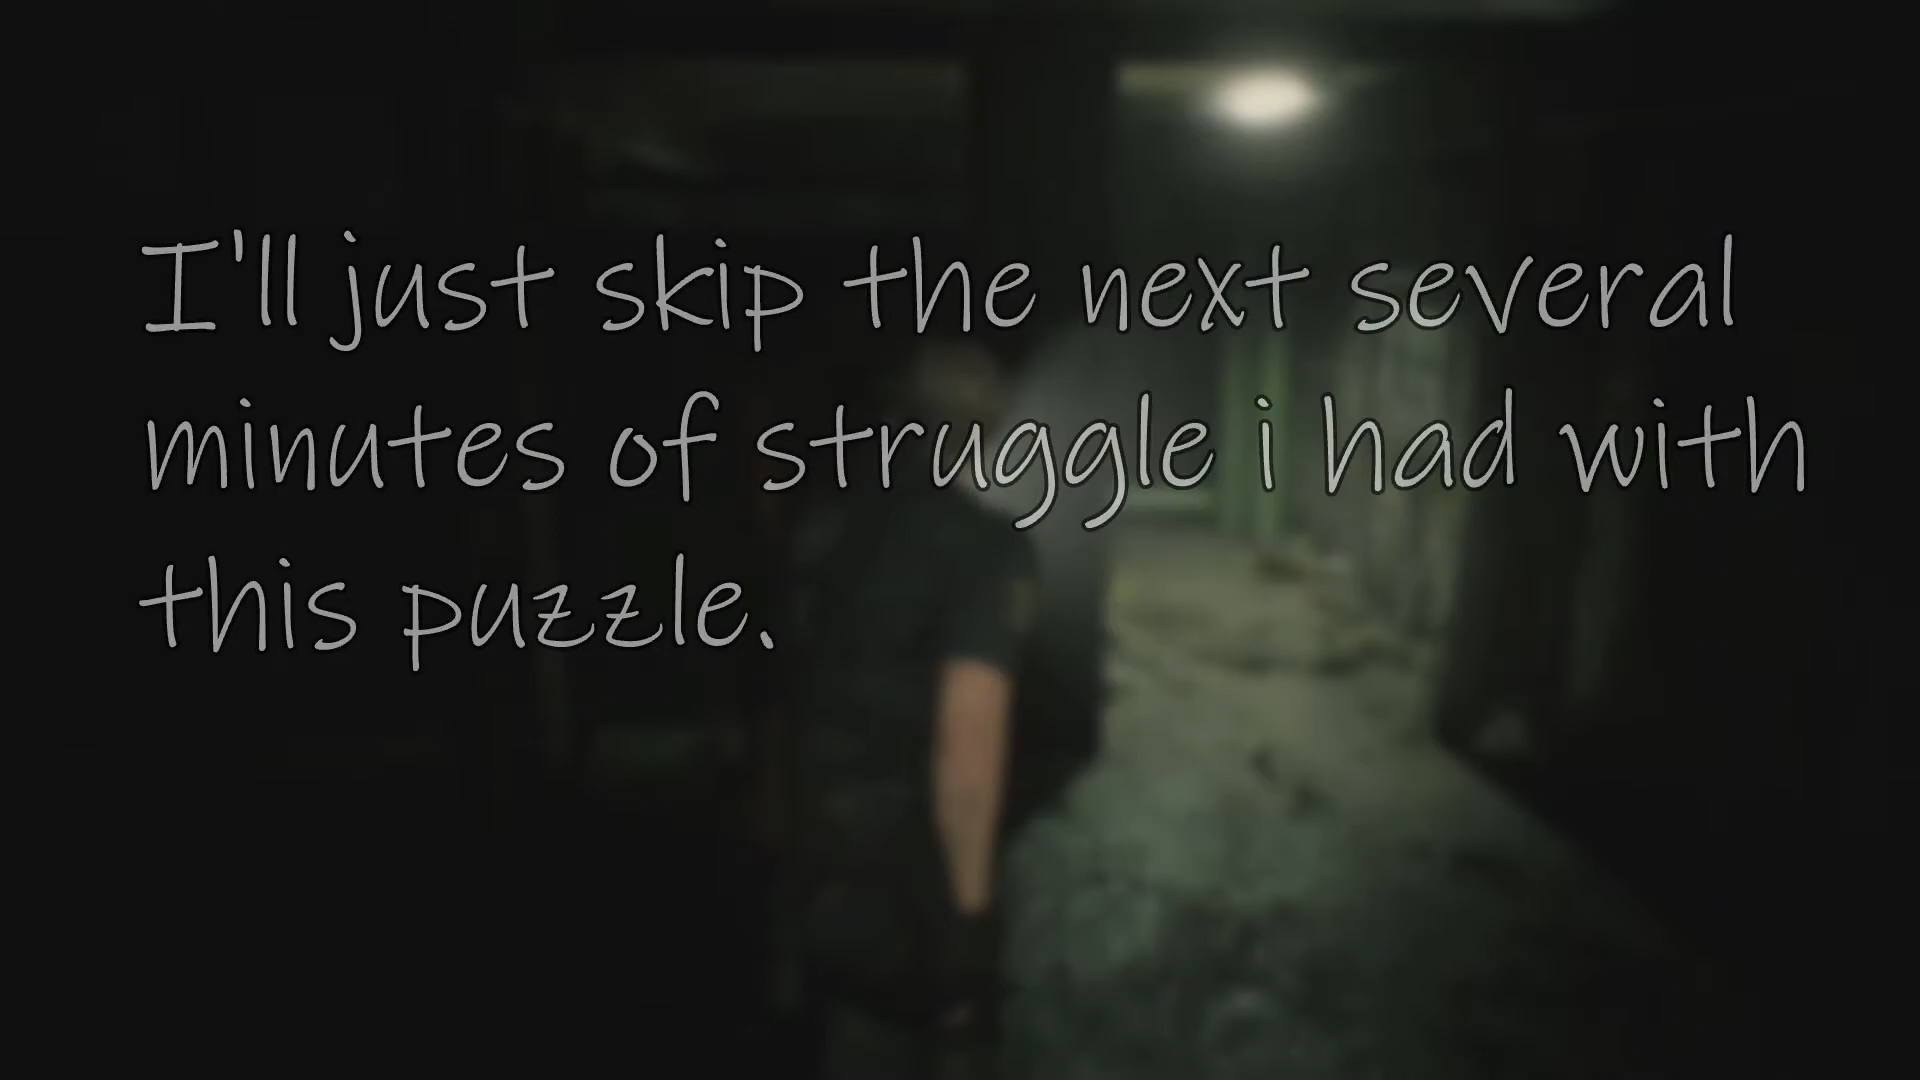 I'll just skip the next several
minutes of struggle i had with
this puzzle.